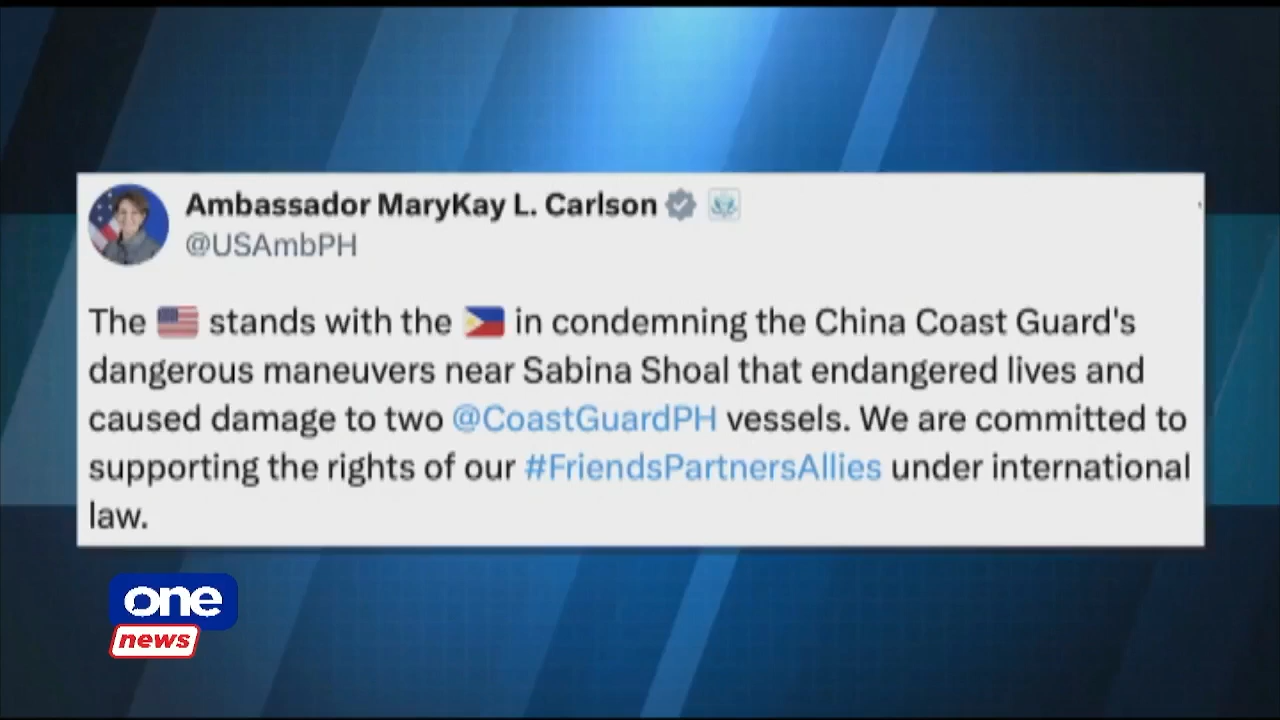 Ambassador MaryKay L. Carlson
@USAmbPH
The 🇺🇸 stands with the 🇵🇭 in condemning the China Coast Guard's
dangerous maneuvers near Sabina Shoal that endangered lives and
caused damage to two @CoastGuardPH vessels. We are committed to
supporting the rights of our #FriendsPartnersAllies under international
law.
one
news